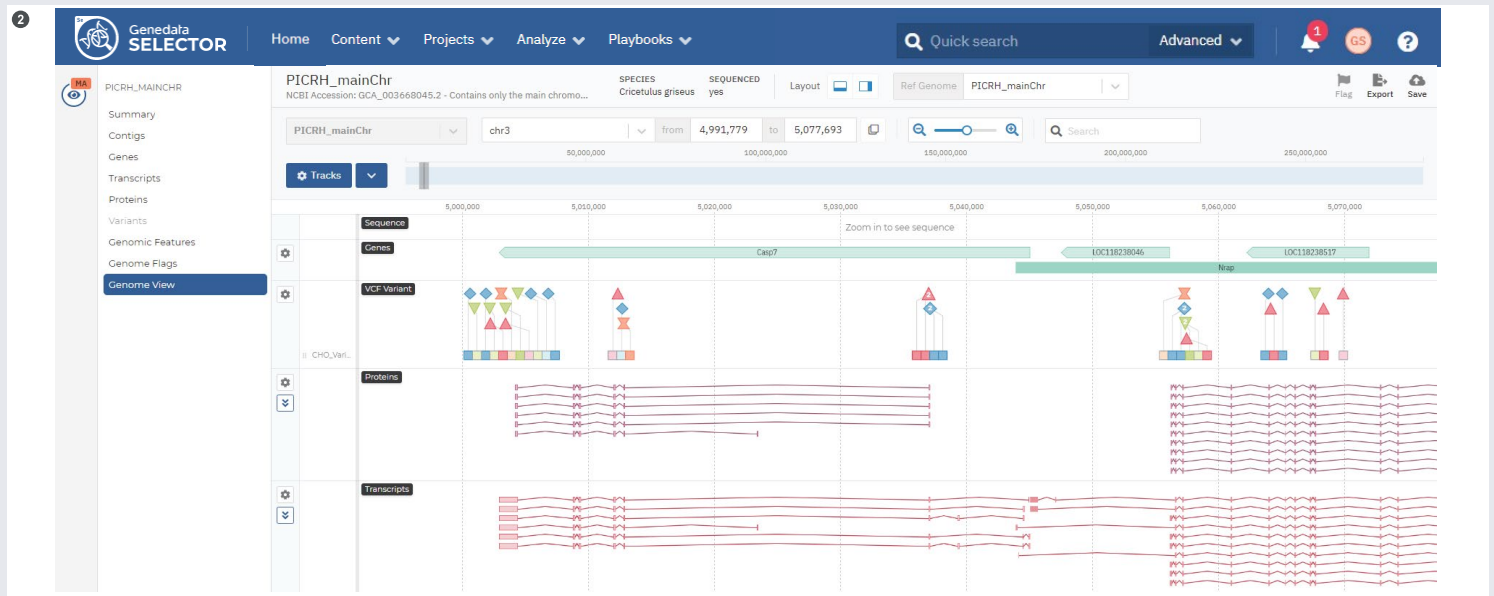 2
Se
Genedata
SELECTOR
Home Content Projects Analyze Playbooks
Quick search
Advanced
1
GS
?
MA
PICRH_MAINCHR
Summary
Contigs
Genes
Transcripts
Proteins
Variants
Genomic Features
Genome Flags
Genome View
PICRH_mainChr
NCBI Accession: GCA_003668045.2 - Contains only the main chromo...
SPECIES
Cricetulus griseus
SEQUENCED
yes
Layout
Ref Genome PICRH_mainChr
Flag Export Save
PICRH_mainChr chr3 from 4,991,779 to 5,077,693
Search
50,000,000 100,000,000 150,000,000 200,000,000 250,000,000
Tracks
5,000,000 5,010,000 5,020,000 5,030,000 5,040,000 5,050,000 5,060,000 5,070,000
Sequence
Zoom in to see sequence
Genes
Casp7 LOC118238046 LOC118238517
Nrap
VCF Variant
2
2
2
2
CHO_Vari...
Proteins
Transcripts